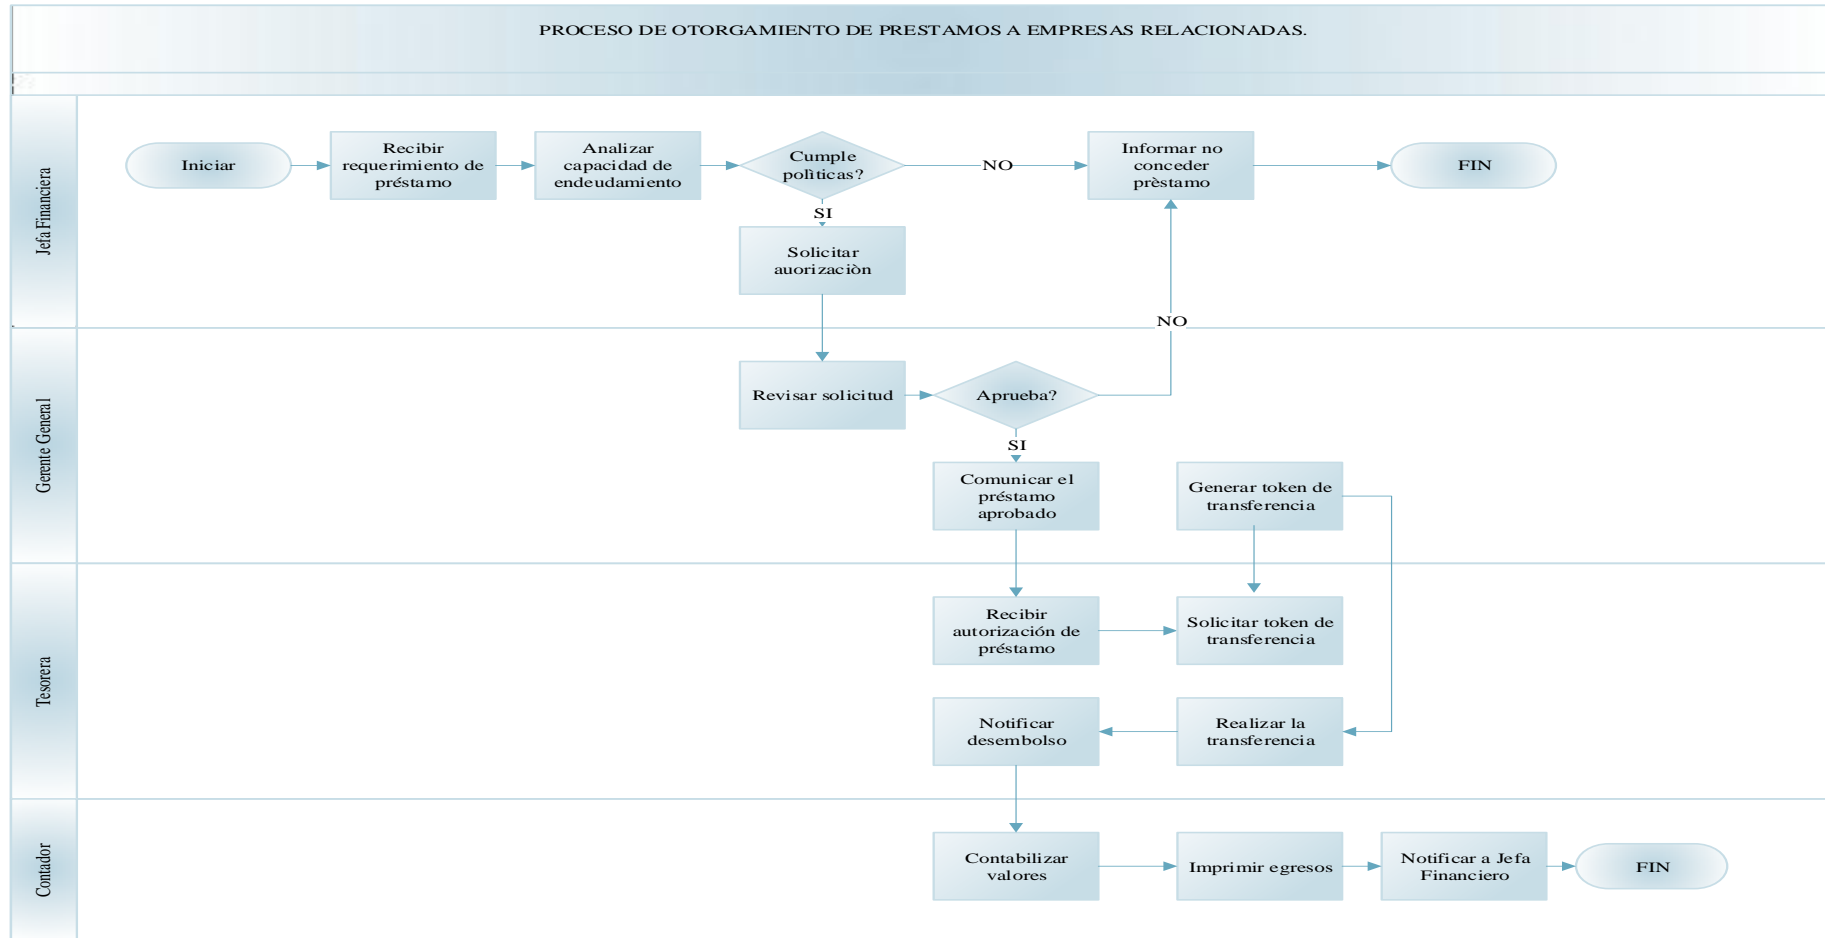 PROCESO DE OTORGAMIENTO DE PRESTAMOS A EMPRESAS RELACIONADAS.
Jefa Financiera
Iniciar
Recibir
requerimiento de
préstamo
Analizar
capacidad de
endeudamiento
Cumple
polìticas?
NO
Informar no
conceder
prèstamo
FIN
SI
Solicitar
auorizaciòn
NO
Gerente General
Revisar solicitud
Aprueba?
SI
Comunicar el
préstamo
aprobado
Generar token de
transferencia
Tesorera
Recibir
autorización de
préstamo
Solicitar token de
transferencia
Notificar
desembolso
Realizar la
transferencia
Contador
Contabilizar
valores
Imprimir egresos
Notificar a Jefa
Financiero
FIN